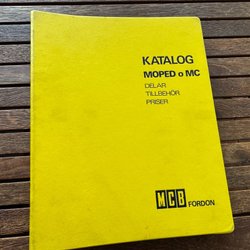 KATALOG
MOPED o MC
DELAR
TILLBEHÖR
PRISER
MCB FORDON